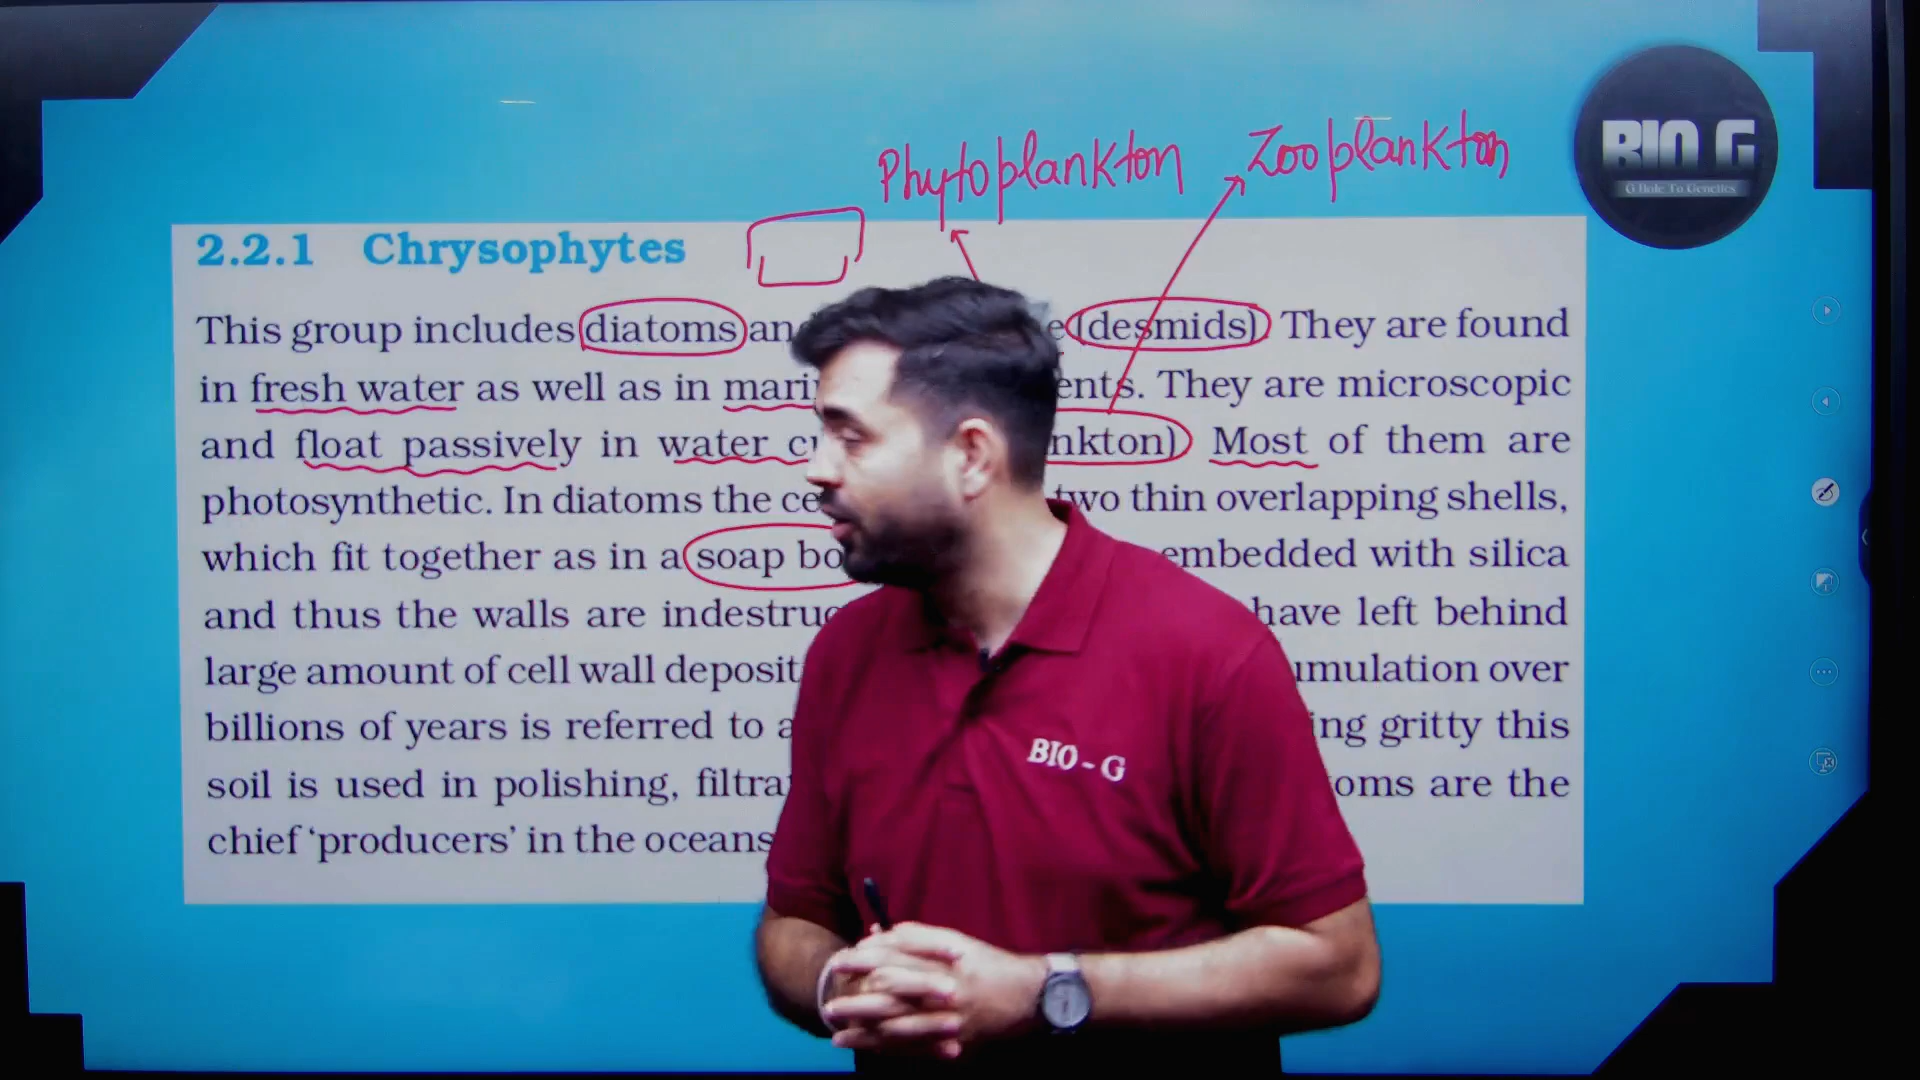 Phytoplankton Zooplankton
BIO G
G Hole To Genetics
2.2.1 Chrysophytes
This group includes diatoms an e (desmids). They are found
in fresh water as well as in mari ents. They are microscopic
and float passively in water cu nkton) Most of them are
photosynthetic. In diatoms the ce two thin overlapping shells,
which fit together as in a soap bo embedded with silica
and thus the walls are indestruc have left behind
large amount of cell wall deposit umulation over
billions of years is referred to a ing gritty this
soil is used in polishing, filtra oms are the
chief ‘producers’ in the oceans
BIO-G